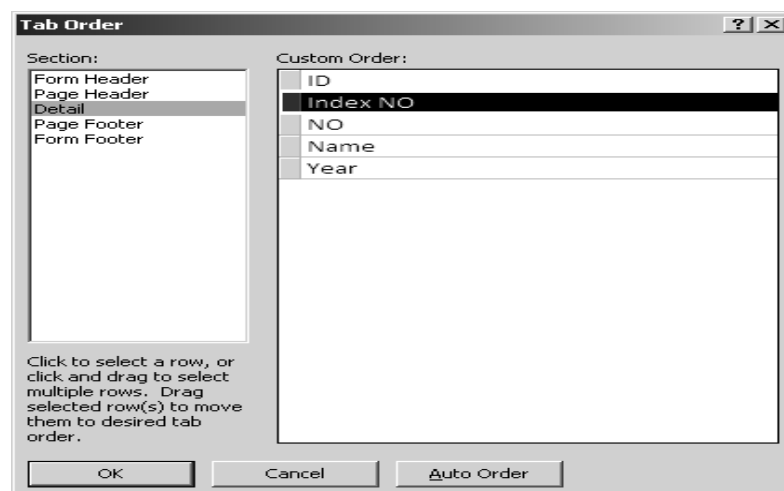 Tab Order
Section:
Form Header
Page Header
Detail
Page Footer
Form Footer
Click to select a row, or
click and drag to select
multiple rows. Drag
selected row(s) to move
them to desired tab
order.
Custom Order:
ID
Index NO
NO
Name
Year
OK
Cancel
Auto Order